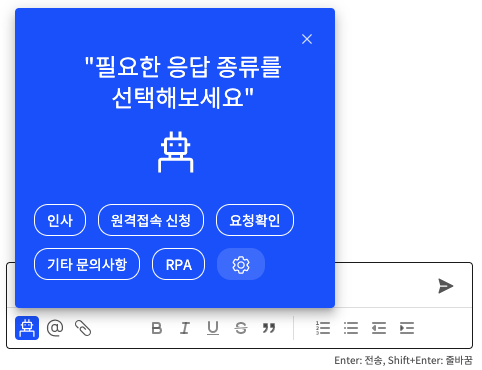 "필요한 응답 종류를
선택해보세요"
인사 원격접속 신청 요청확인
기타 문의사항 RPA
@ B I U S
Enter: 전송, Shift+Enter: 줄바꿈